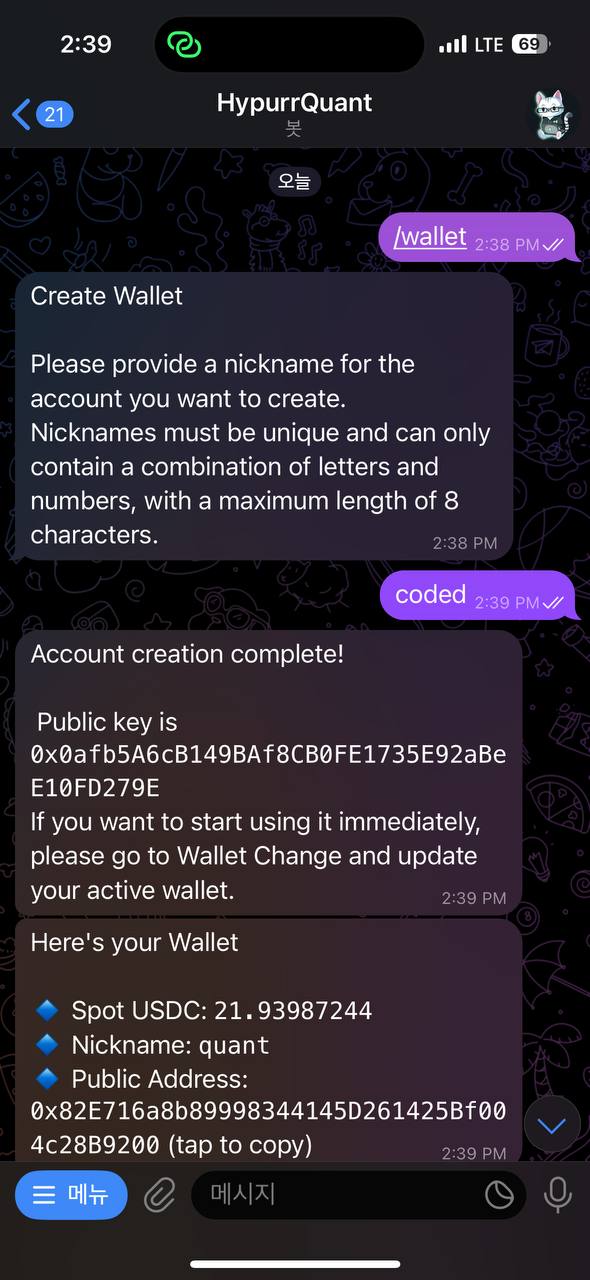 2:39
LTE 69
21
HypurrQuant
봇
오늘
/wallet 2:38 PM
Create Wallet
Please provide a nickname for the
account you want to create.
Nicknames must be unique and can only
contain a combination of letters and
numbers, with a maximum length of 8
characters.
2:38 PM
coded 2:39 PM
Account creation complete!
Public key is
0x0afb5A6cB149BAf8CB0FE1735E92aBe
E10FD279E
If you want to start using it immediately,
please go to Wallet Change and update
your active wallet.
2:39 PM
Here's your Wallet
Spot USDC: 21.93987244
Nickname: quant
Public Address:
0x82E716a8b89998344145D261425Bf00
4c28B9200 (tap to copy)
2:39 PM
메뉴
메시지